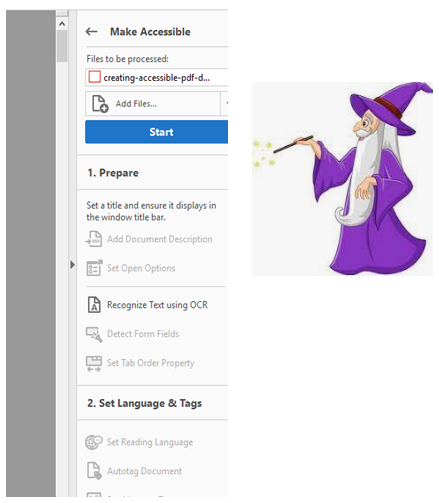 Make Accessible
Files to be processed:
creating-accessible-pdf-d...
Add Files...
Start
1. Prepare
Set a title and ensure it displays in
the window title bar.
Add Document Description
Set Open Options
Recognize Text using OCR
Detect Form Fields
Set Tab Order Property
2. Set Language & Tags
Set Reading Language
Autotag Document